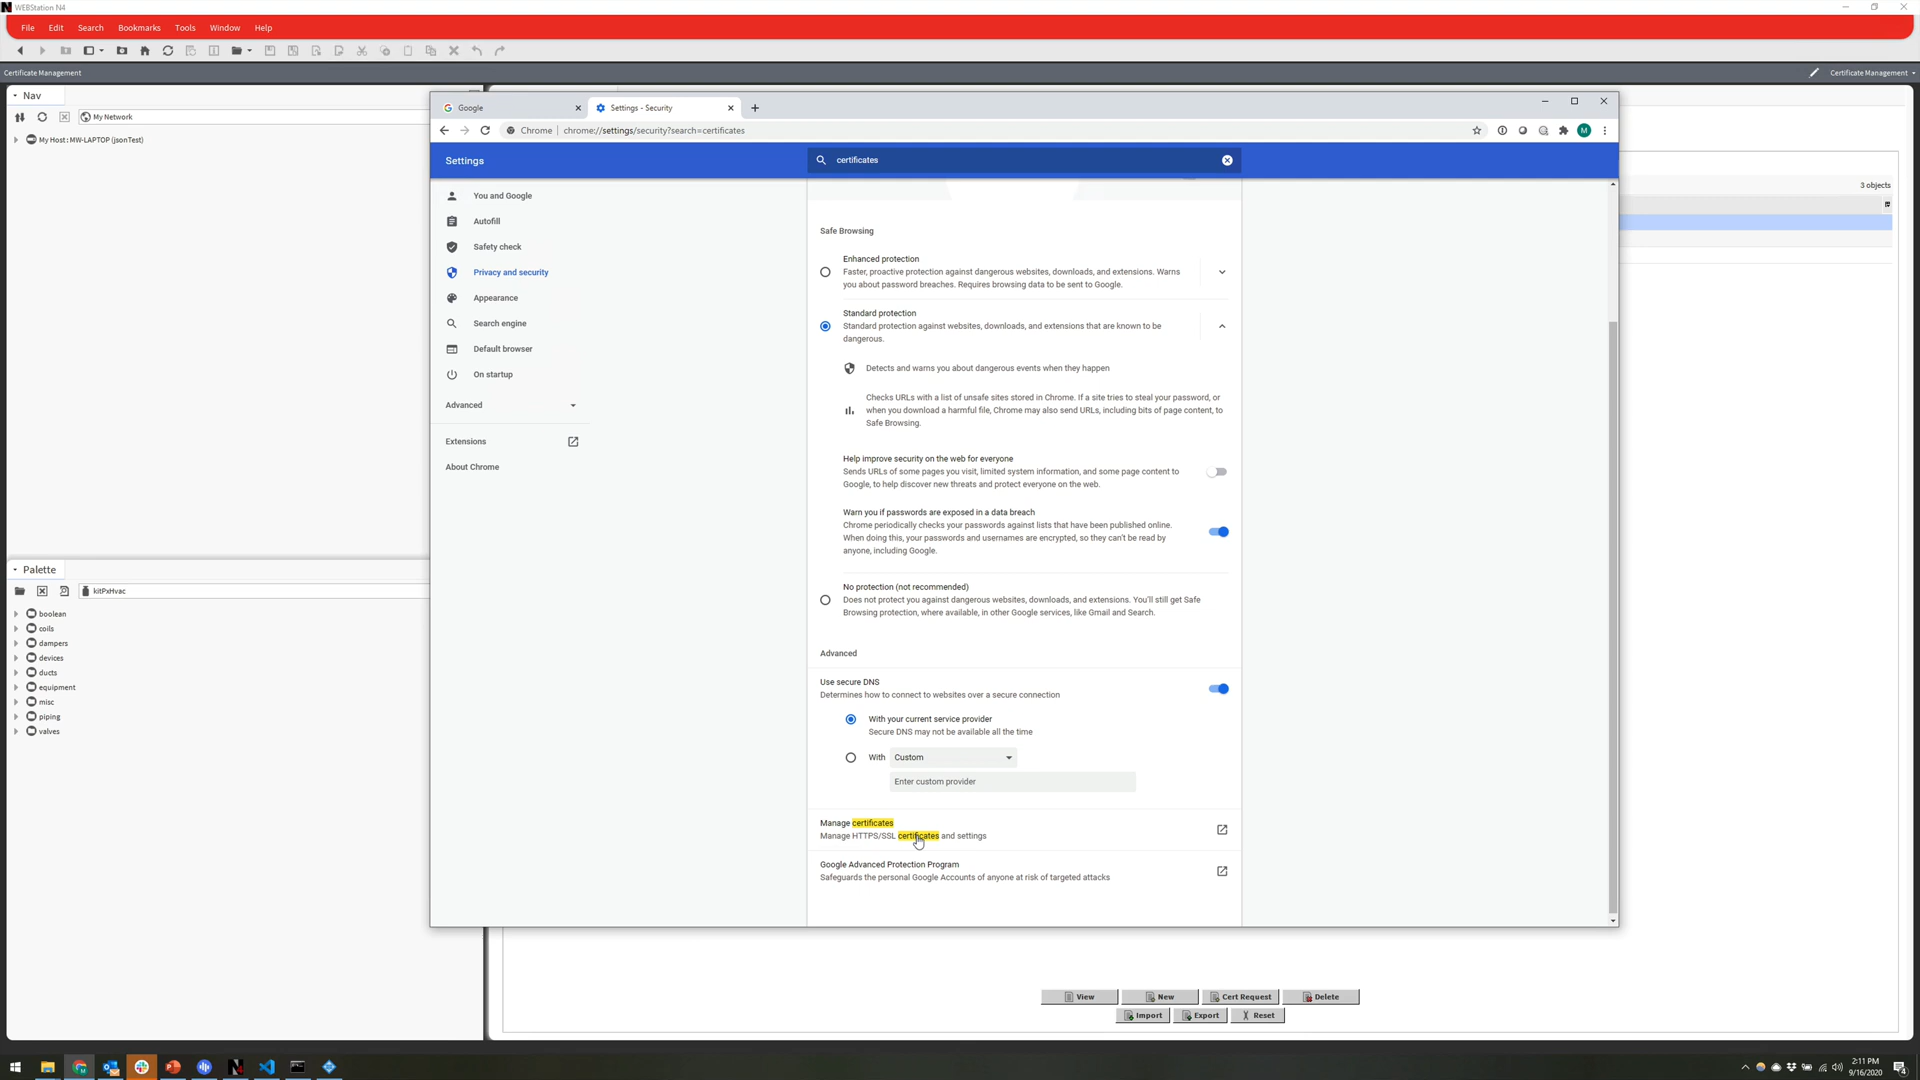 WEBStation N4
File Edit Search Bookmarks Tools Window Help
Certificate Management
Certificate Management
Nav
My Network
My Host : MW-LAPTOP (jsonTest)
Palette
kitPxHvac
boolean
coils
dampers
devices
ducts
equipment
misc
piping
valves
Google
Settings - Security
Chrome | chrome://settings/security?search=certificates
M
Settings
certificates
You and Google
Autofill
Safety check
Privacy and security
Appearance
Search engine
Default browser
On startup
Advanced
Extensions
About Chrome
Safe Browsing
Enhanced protection
Faster, proactive protection against dangerous websites, downloads, and extensions. Warns
you about password breaches. Requires browsing data to be sent to Google.
Standard protection
Standard protection against websites, downloads, and extensions that are known to be
dangerous.
Detects and warns you about dangerous events when they happen
Checks URLs with a list of unsafe sites stored in Chrome. If a site tries to steal your password, or
when you download a harmful file, Chrome may also send URLs, including bits of page content, to
Safe Browsing.
Help improve security on the web for everyone
Sends URLs of some pages you visit, limited system information, and some page content to
Google, to help discover new threats and protect everyone on the web.
Warn you if passwords are exposed in a data breach
Chrome periodically checks your passwords against lists that have been published online.
When doing this, your passwords and usernames are encrypted, so they can't be read by
anyone, including Google.
No protection (not recommended)
Does not protect you against dangerous websites, downloads, and extensions. You'll still get Safe
Browsing protection, where available, in other Google services, like Gmail and Search.
Advanced
Use secure DNS
Determines how to connect to websites over a secure connection
With your current service provider
Secure DNS may not be available all the time
With Custom
Enter custom provider
Manage certificates
Manage HTTPS/SSL certificates and settings
Google Advanced Protection Program
Safeguards the personal Google Accounts of anyone at risk of targeted attacks
3 objects
View New Cert Request Delete
Import Export Reset
2:11 PM
9/16/2020